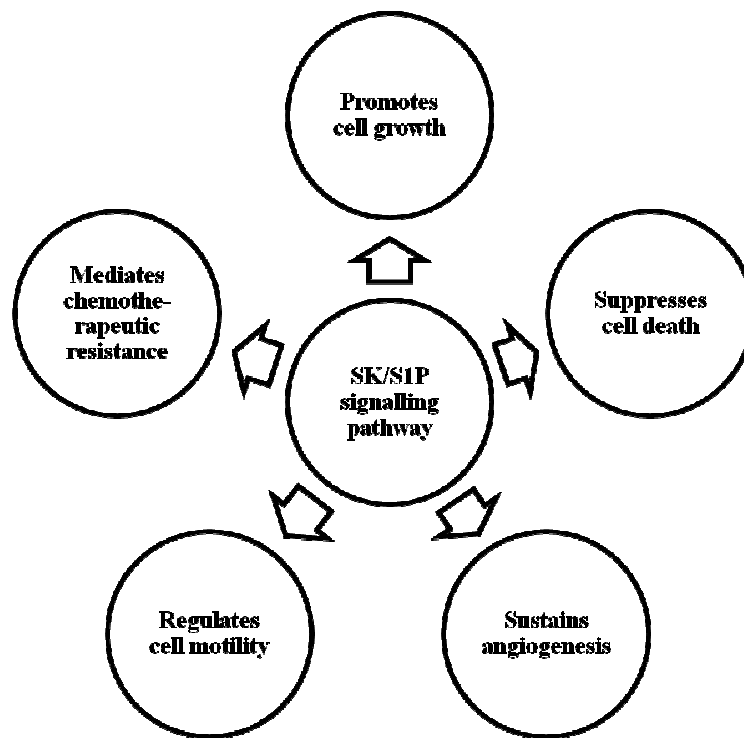 Promotes
cell growth
Mediates
chemothe-
rapeutic
resistance
Suppresses
cell death
SK/S1P
signalling
pathway
Regulates
cell motility
Sustains
angiogenesis